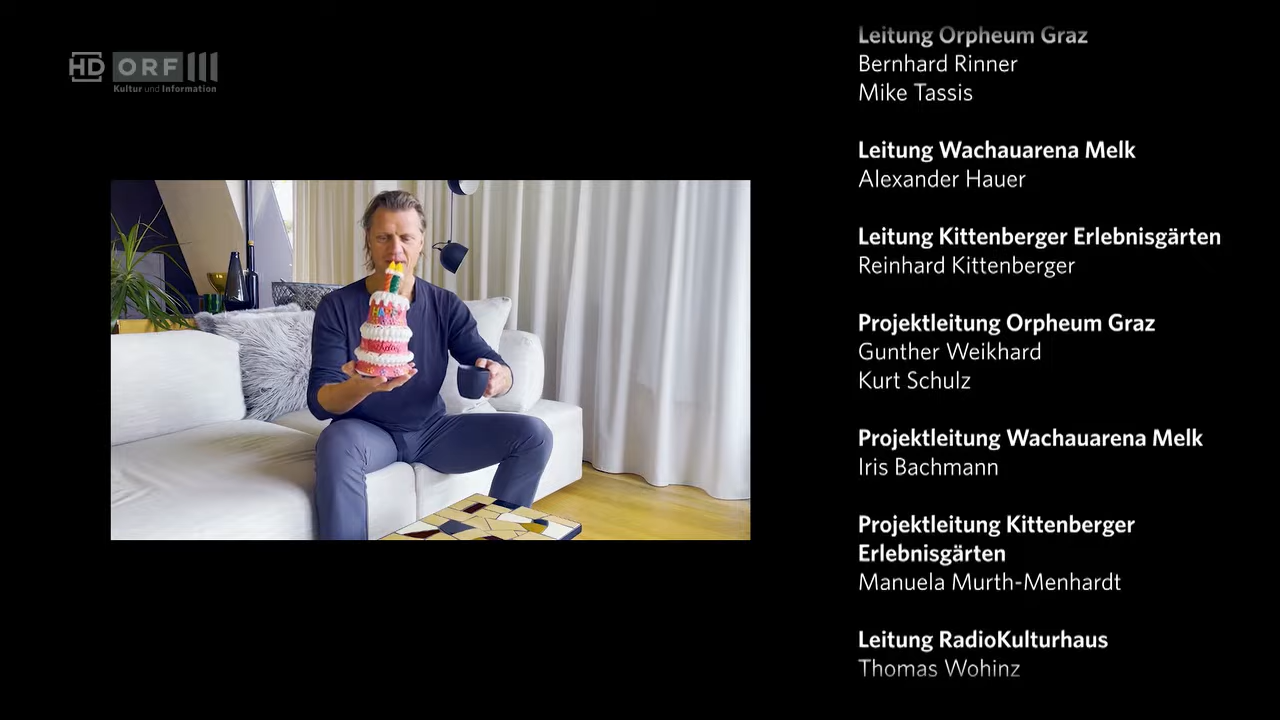 HD ORF III
Kultur und Information
HAPPY
Birthday
Leitung Orpheum Graz
Bernhard Rinner
Mike Tassis
Leitung Wachauarena Melk
Alexander Hauer
Leitung Kittenberger Erlebnisgärten
Reinhard Kittenberger
Projektleitung Orpheum Graz
Gunther Weikhard
Kurt Schulz
Projektleitung Wachauarena Melk
Iris Bachmann
Projektleitung Kittenberger
Erlebnisgärten
Manuela Murth-Menhardt
Leitung RadioKulturhaus
Thomas Wohinz